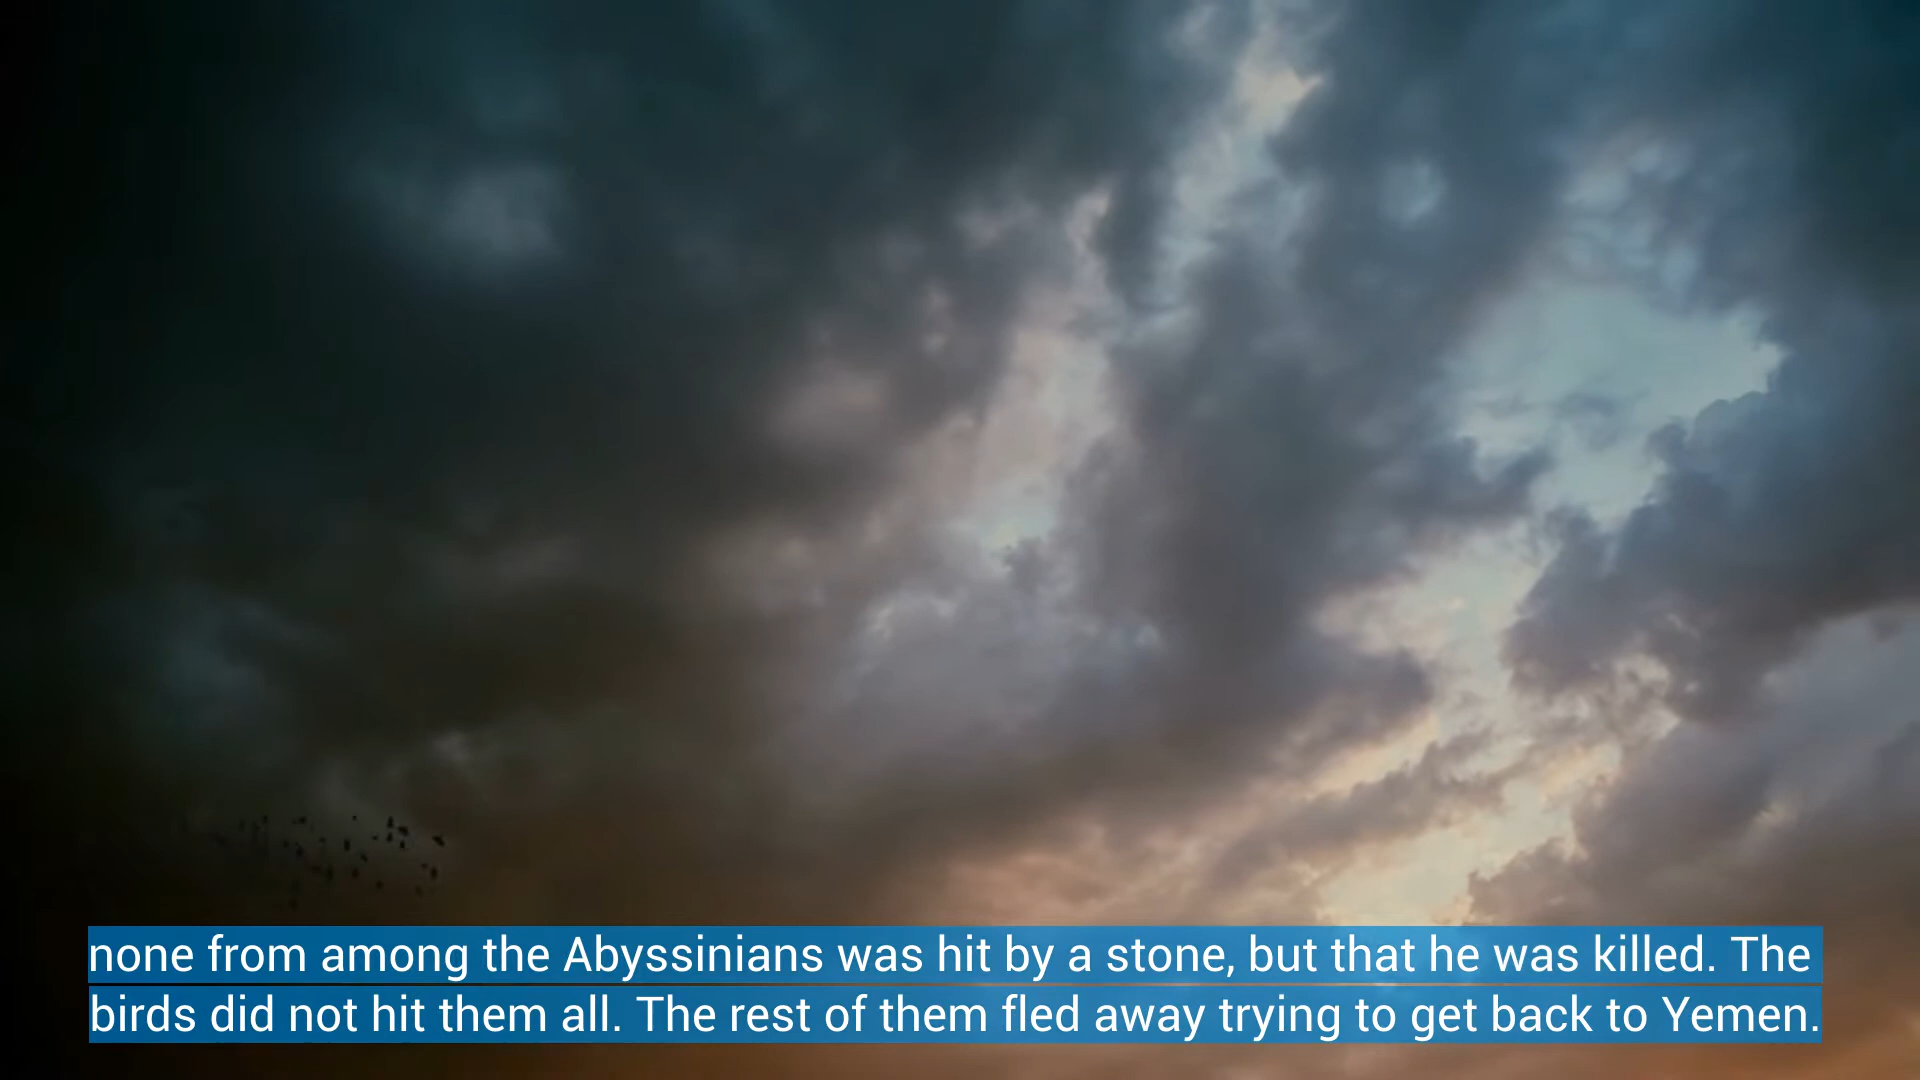 none from among the Abyssinians was hit by a stone, but that he was killed. The
birds did not hit them all. The rest of them fled away trying to get back to Yemen.